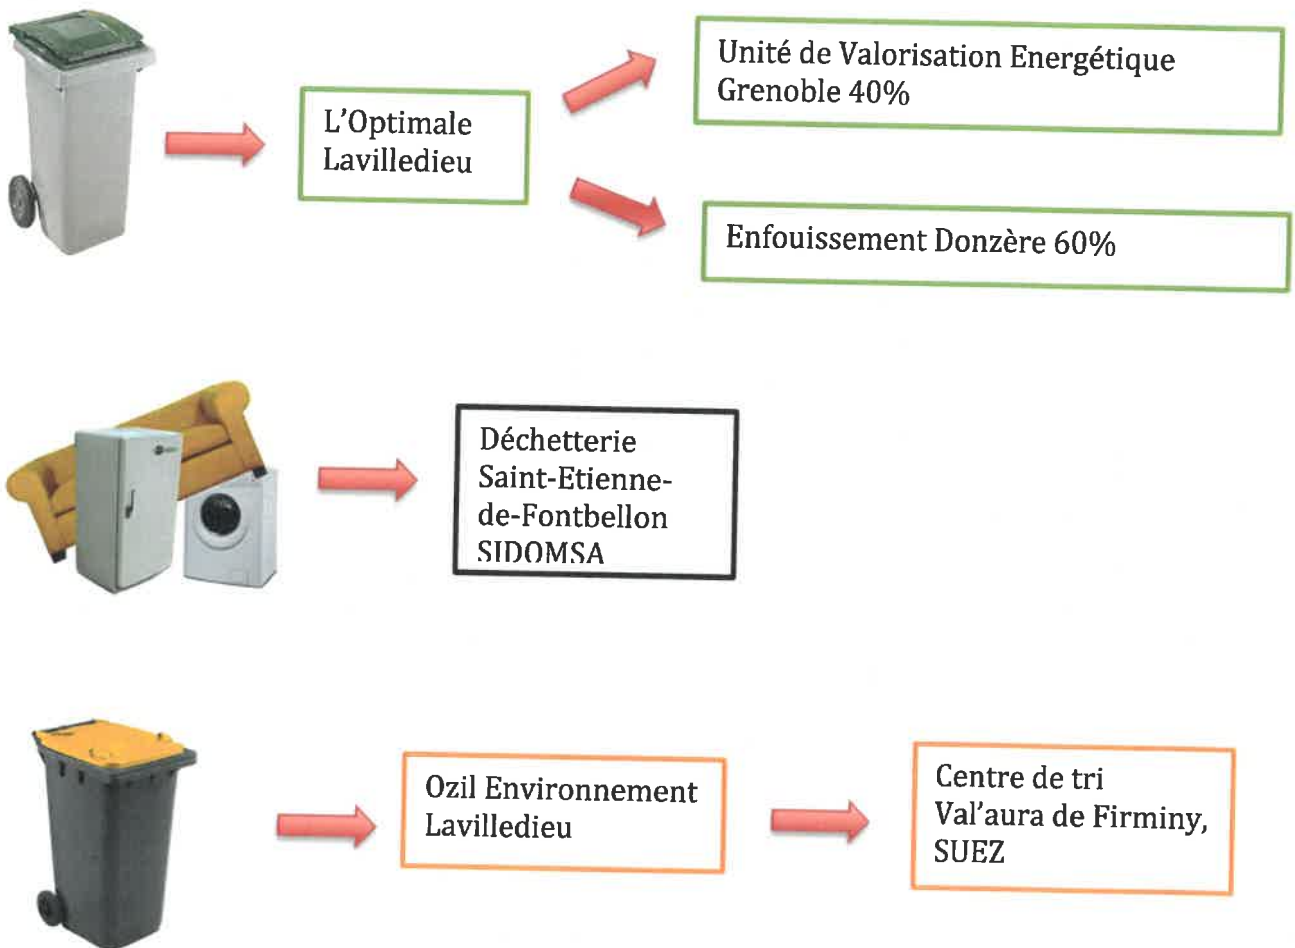 Unité de Valorisation Energétique
Grenoble 40%
L'Optimale
Lavilledieu
Enfouissement Donzère 60%
Déchetterie
Saint-Etienne-
de-Fontbellon
SIDOMSA
Ozil Environnement
Lavilledieu
Centre de tri
Val'aura de Firminy,
SUEZ